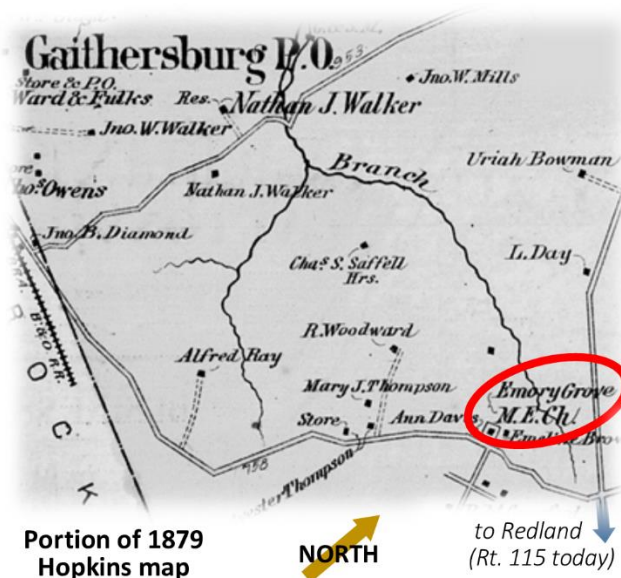 Gaithersburg P.O.
953
Store & P.O.
Ward & Fulks
Res.
Nathan J. Walker
Jno. W. Mills
Jno. W. Walker
Branch
Uriah Bowman
Owens
Nathan J. Walker
Jno. B. Diamond
L. Day
Chas. S. Saffell
Hrs.
B. & O. R.R.
R. Woodward
Alfred Ray
Mary J. Thompson
Emory Grove
M.E. Ch.
Store
Ann Davis
Thompson
R O C K
Portion of 1879
Hopkins map
NORTH
to Redland
(Rt. 115 today)